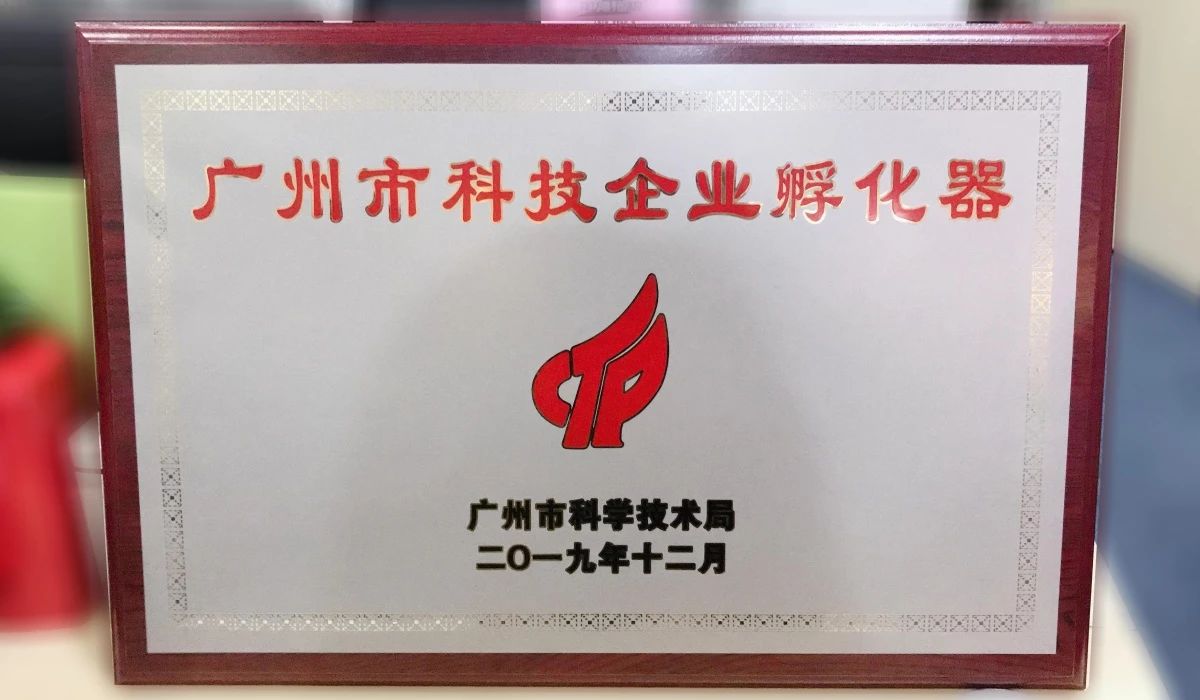 广州市科技企业孵化器
CTP
广州市科学技术局
二〇一九年十二月